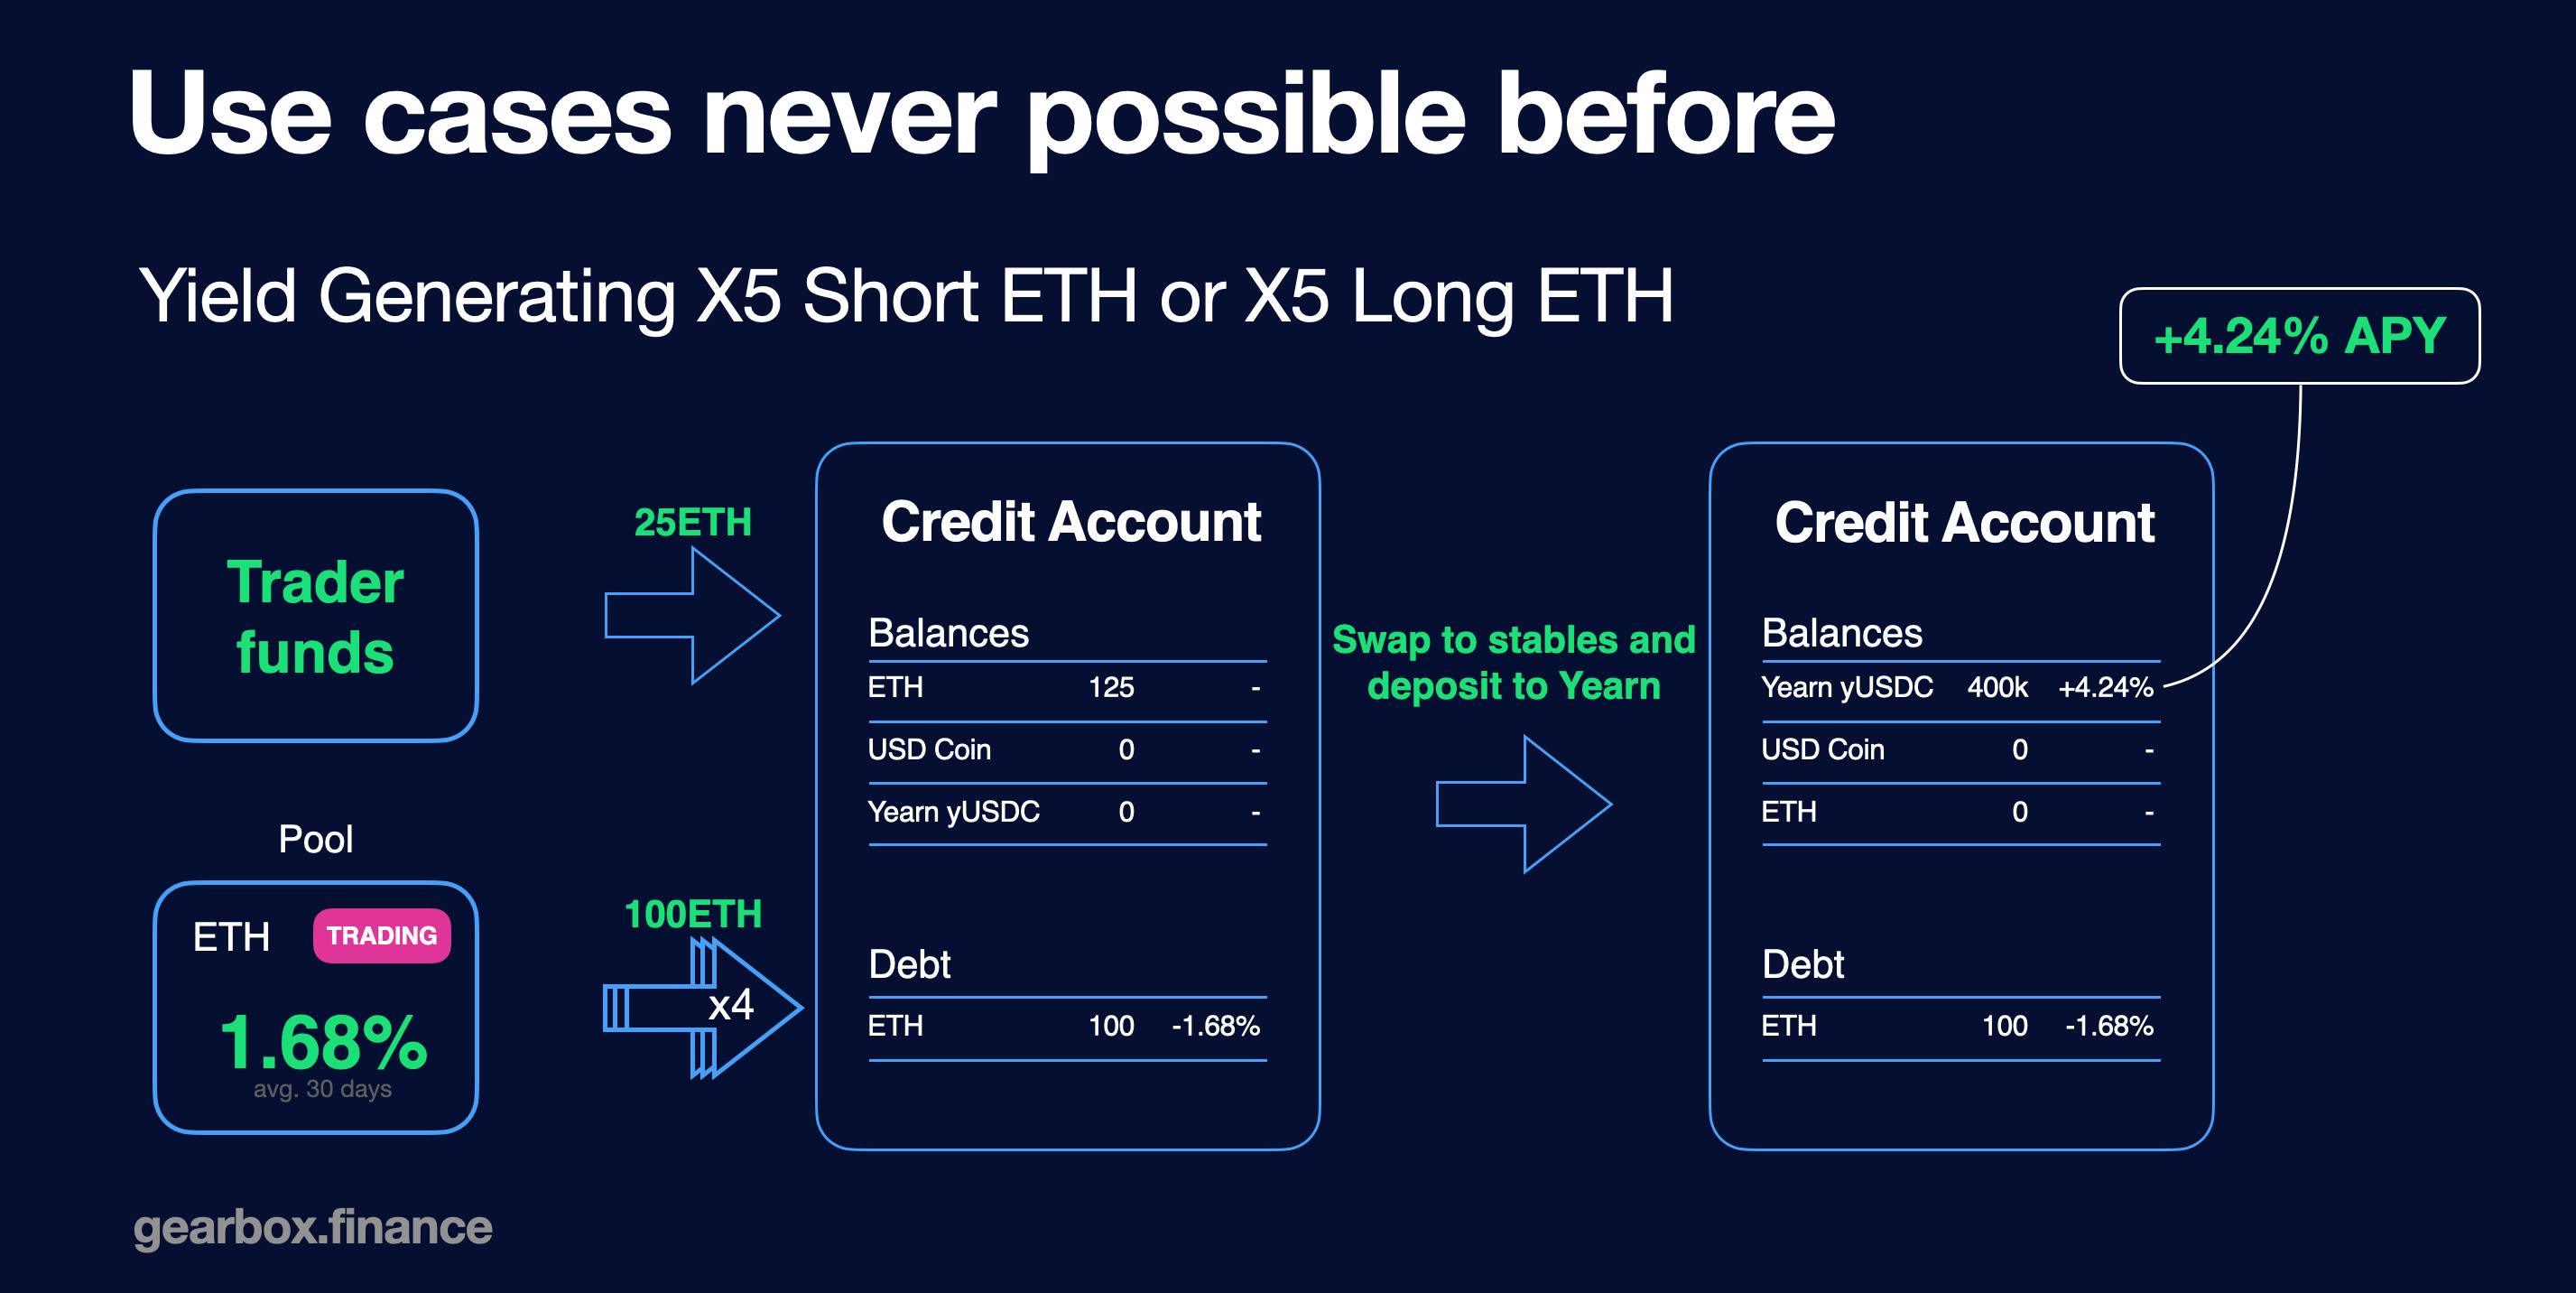 Use cases never possible before
Yield Generating X5 Short ETH or X5 Long ETH
+4.24% APY
Trader
funds
25ETH
Pool
ETH TRADING
1.68%
avg. 30 days
100ETH
x4
Credit Account
Balances
ETH 125 -
USD Coin 0 -
Yearn yUSDC 0 -
Debt
ETH 100 -1.68%
Swap to stables and
deposit to Yearn
Credit Account
Balances
Yearn yUSDC 400k +4.24%
USD Coin 0 -
ETH 0 -
Debt
ETH 100 -1.68%
gearbox.finance